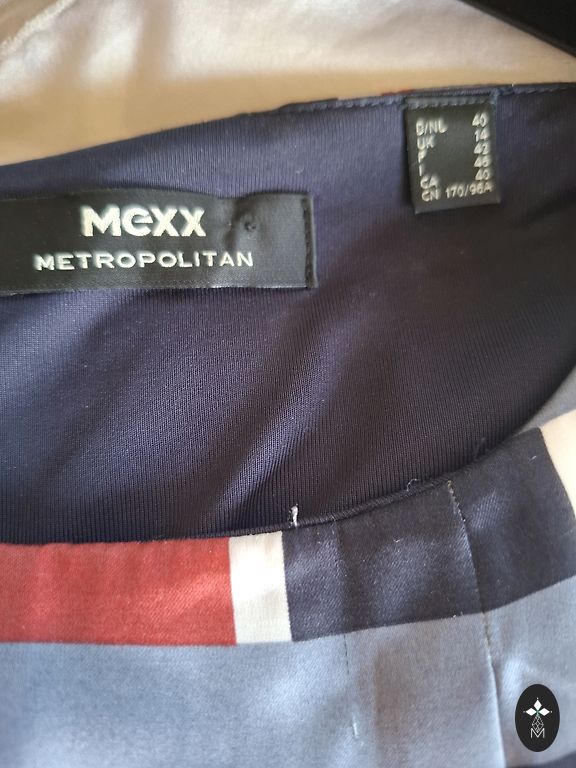 Mexx
METROPOLITAN
D/NL 40
UK 14
F 42
I 46
CA 40
CN 170/96A
M